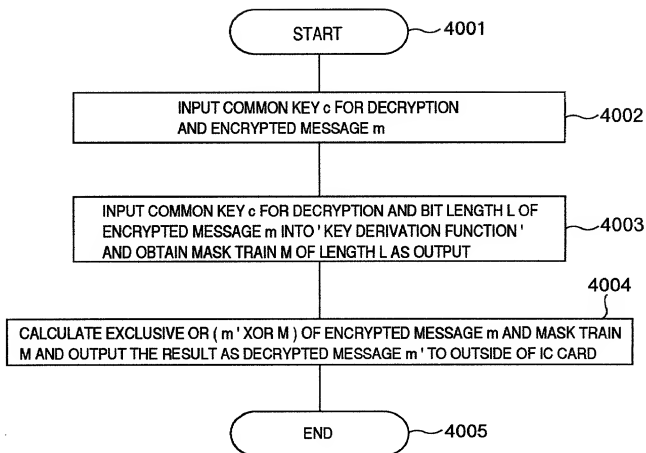 START
4001
INPUT COMMON KEY c FOR DECRYPTION
AND ENCRYPTED MESSAGE m
4002
INPUT COMMON KEY c FOR DECRYPTION AND BIT LENGTH L OF
ENCRYPTED MESSAGE m INTO ' KEY DERIVATION FUNCTION '
AND OBTAIN MASK TRAIN M OF LENGTH L AS OUTPUT
4003
4004
CALCULATE EXCLUSIVE OR ( m ' XOR M ) OF ENCRYPTED MESSAGE m AND MASK TRAIN
M AND OUTPUT THE RESULT AS DECRYPTED MESSAGE m ' TO OUTSIDE OF IC CARD
END
4005